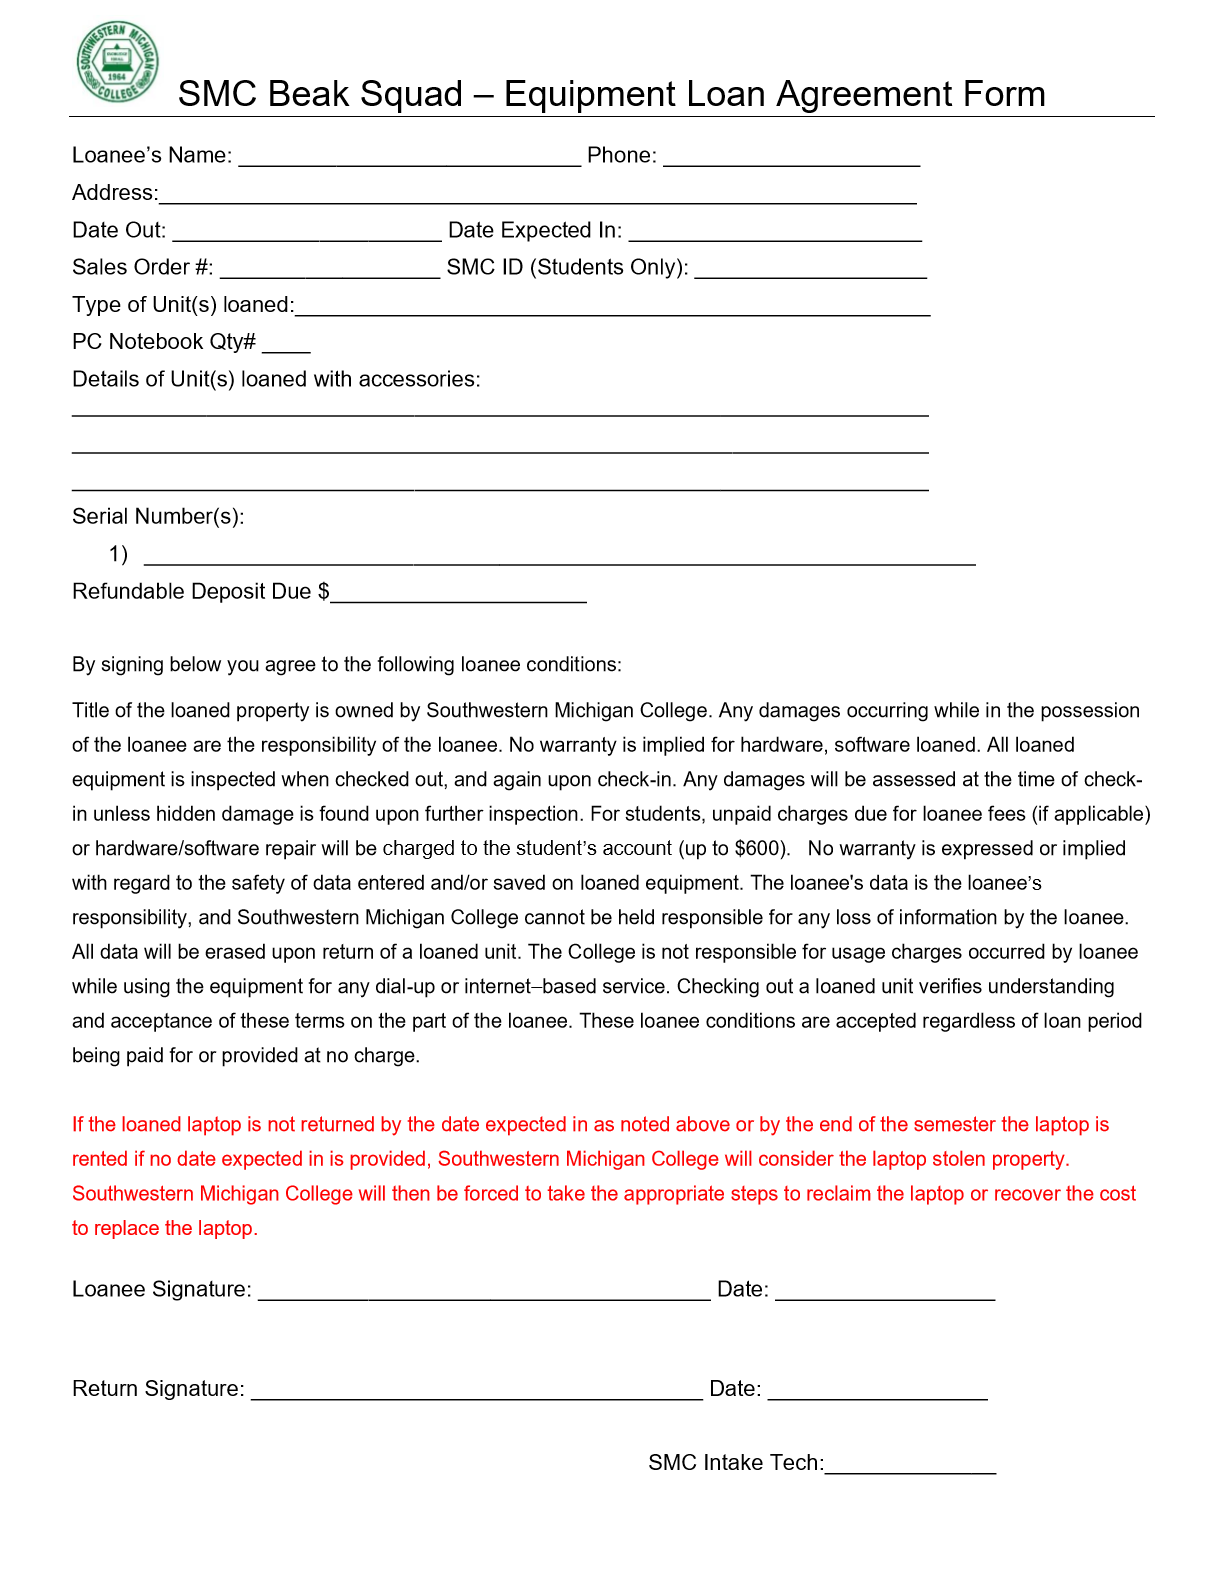 SOUTHWESTERN MICHIGAN
1964
COLLEGE
SMC Beak Squad – Equipment Loan Agreement Form
Loanee’s Name: ____________________________ Phone: _____________________
Address:______________________________________________________________
Date Out: ______________________ Date Expected In: ________________________
Sales Order #: __________________ SMC ID (Students Only): ___________________
Type of Unit(s) loaned:____________________________________________________
PC Notebook Qty# ____
Details of Unit(s) loaned with accessories:
______________________________________________________________________
______________________________________________________________________
______________________________________________________________________
Serial Number(s):
1) ____________________________________________________________________
Refundable Deposit Due $_____________________
By signing below you agree to the following loanee conditions:
Title of the loaned property is owned by Southwestern Michigan College. Any damages occurring while in the possession
of the loanee are the responsibility of the loanee. No warranty is implied for hardware, software loaned. All loaned
equipment is inspected when checked out, and again upon check-in. Any damages will be assessed at the time of check-
in unless hidden damage is found upon further inspection. For students, unpaid charges due for loanee fees (if applicable)
or hardware/software repair will be charged to the student’s account (up to $600).   No warranty is expressed or implied
with regard to the safety of data entered and/or saved on loaned equipment. The loanee's data is the loanee’s
responsibility, and Southwestern Michigan College cannot be held responsible for any loss of information by the loanee.
All data will be erased upon return of a loaned unit. The College is not responsible for usage charges occurred by loanee
while using the equipment for any dial-up or internet–based service. Checking out a loaned unit verifies understanding
and acceptance of these terms on the part of the loanee. These loanee conditions are accepted regardless of loan period
being paid for or provided at no charge.
If the loaned laptop is not returned by the date expected in as noted above or by the end of the semester the laptop is
rented if no date expected in is provided, Southwestern Michigan College will consider the laptop stolen property.
Southwestern Michigan College will then be forced to take the appropriate steps to reclaim the laptop or recover the cost
to replace the laptop.
Loanee Signature: _____________________________________ Date: __________________
Return Signature: _____________________________________ Date: __________________
SMC Intake Tech:______________